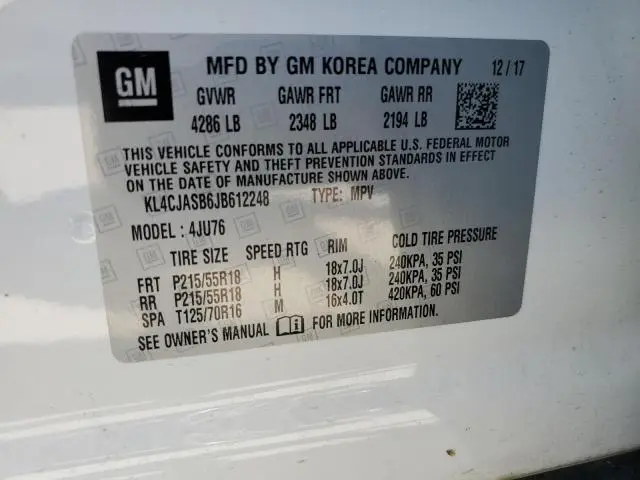 GM MFD BY GM KOREA COMPANY 12/17
GVWR GAWR FRT GAWR RR
4286 LB 2348 LB 2194 LB
THIS VEHICLE CONFORMS TO ALL APPLICABLE U.S. FEDERAL MOTOR
VEHICLE SAFETY AND THEFT PREVENTION STANDARDS IN EFFECT
ON THE DATE OF MANUFACTURE SHOWN ABOVE.
KL4CJASB6JB612248 TYPE: MPV
MODEL: 4JU76
TIRE SIZE SPEED RTG RIM COLD TIRE PRESSURE
FRT P215/55R18 H 18x7.0J 240KPA, 35 PSI
RR P215/55R18 H 18x7.0J 240KPA, 35 PSI
SPA T125/70R16 M 16x4.0T 420KPA, 60 PSI
SEE OWNER'S MANUAL FOR MORE INFORMATION.